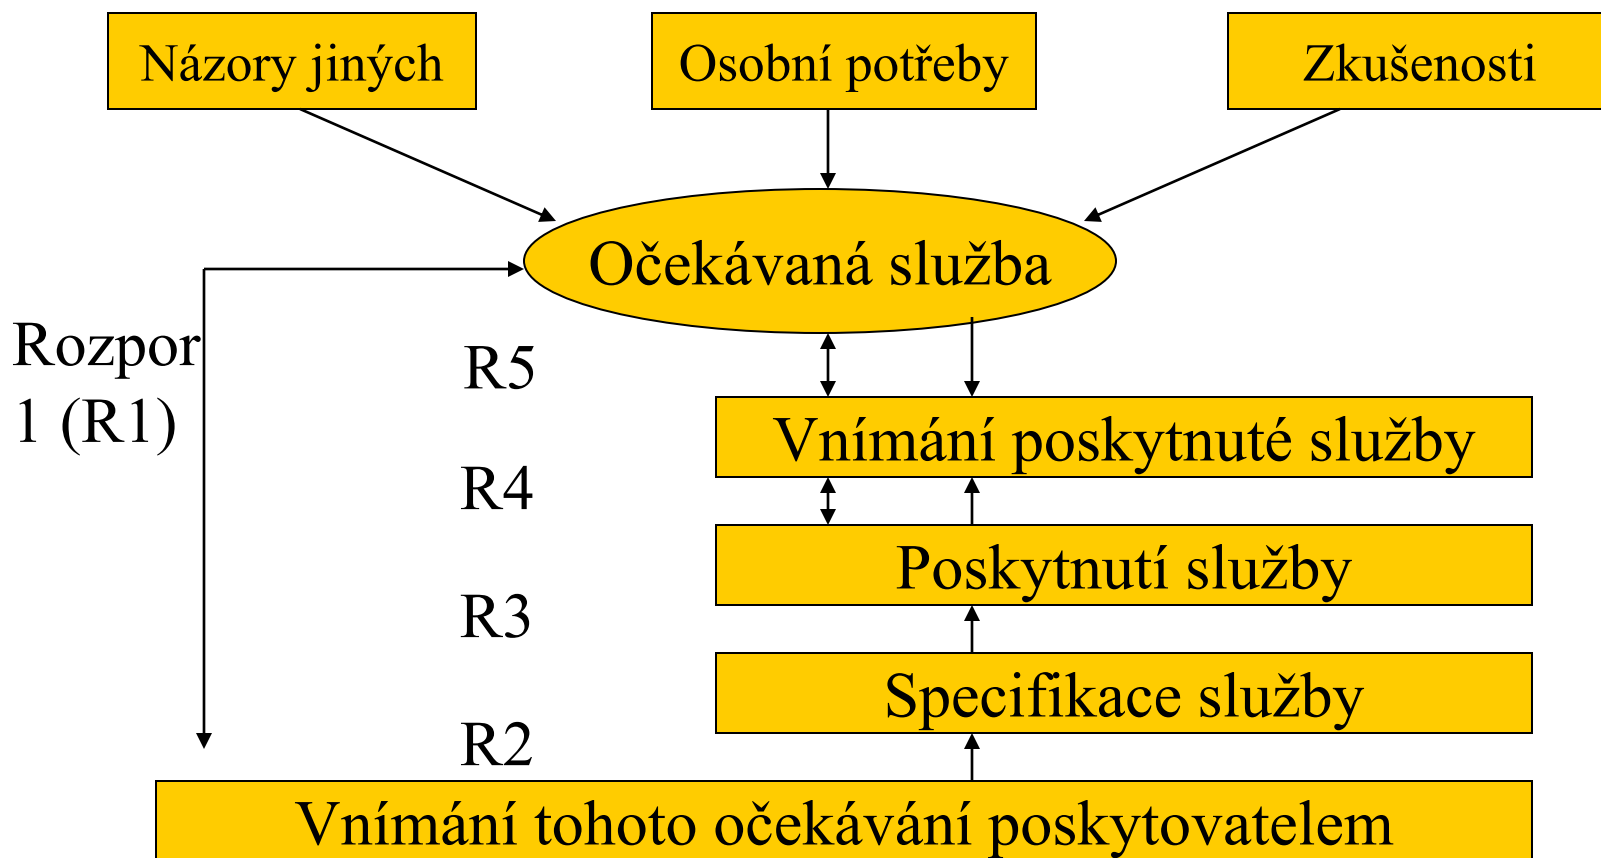 Názory jiných
Osobní potřeby
Zkušenosti
Očekávaná služba
Rozpor
1 (R1)
R5
Vnímání poskytnuté služby
R4
Poskytnutí služby
R3
Specifikace služby
R2
Vnímání tohoto očekávání poskytovatelem